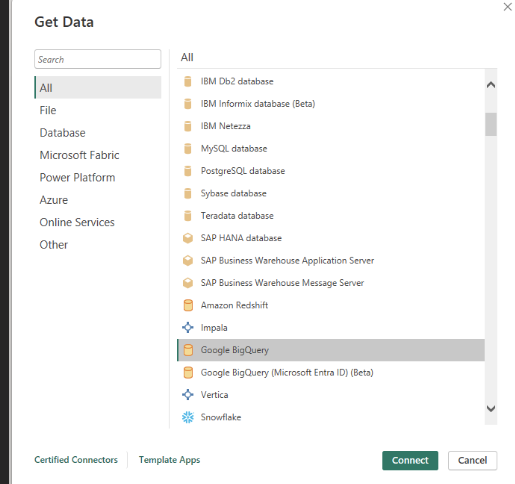 Get Data
Search
All
File
Database
Microsoft Fabric
Power Platform
Azure
Online Services
Other
All
IBM Db2 database
IBM Informix database (Beta)
IBM Netezza
MySQL database
PostgreSQL database
Sybase database
Teradata database
SAP HANA database
SAP Business Warehouse Application Server
SAP Business Warehouse Message Server
Amazon Redshift
Impala
Google BigQuery
Google BigQuery (Microsoft Entra ID) (Beta)
Vertica
Snowflake
Certified Connectors
Template Apps
Connect
Cancel